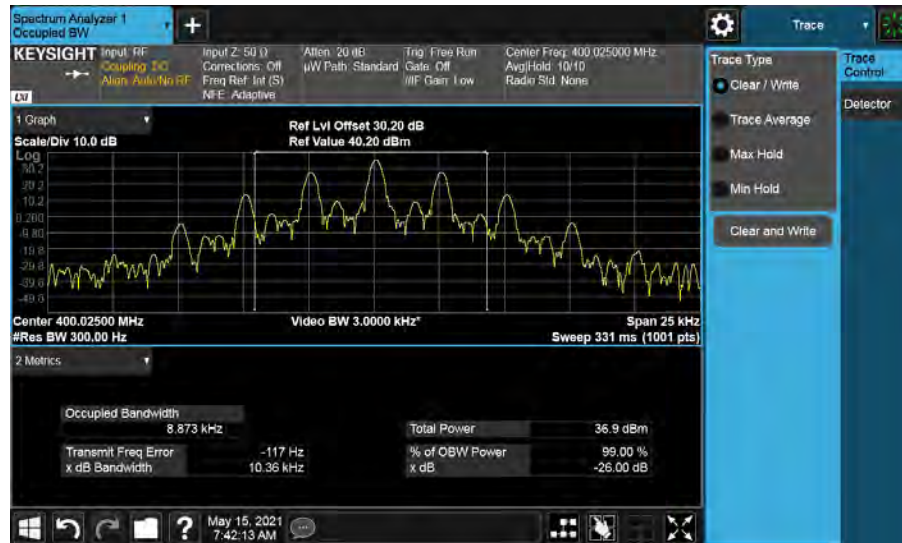 Spectrum Analyzer 1
Occupied BW
+
Trace
KEYSIGHT
Input: RF
Coupling: DC
Align: Auto/No RF
Input Z: 50 Ω
Corrections: Off
Freq Ref: Int (S)
NFE: Adaptive
Atten: 20 dB
µW Path: Standard
Trig: Free Run
Gate: Off
#IF Gain: Low
Center Freq: 400.025000 MHz
Avg|Hold: 10/10
Radio Std: None
LXI
Trace Type
Clear / Write
Trace Average
Max Hold
Min Hold
Clear and Write
Trace
Control
Detector
1 Graph
Scale/Div 10.0 dB
Ref Lvl Offset 30.20 dB
Ref Value 40.20 dBm
Log
30.2
20.2
10.2
0.200
-9.80
-19.8
-29.8
-39.8
-49.8
Center 400.02500 MHz
#Res BW 300.00 Hz
Video BW 3.0000 kHz*
Span 25 kHz
Sweep 331 ms (1001 pts)
2 Metrics
Occupied Bandwidth
8.873 kHz
Total Power 36.9 dBm
Transmit Freq Error -117 Hz
% of OBW Power 99.00 %
x dB Bandwidth 10.36 kHz
x dB -26.00 dB
?
May 15, 2021
7:42:13 AM